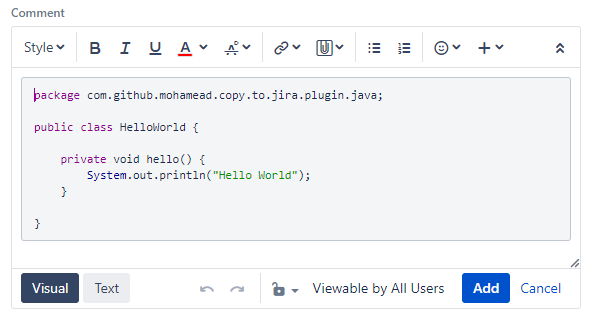 Comment
Style B I U A
package com.github.mohamead.copy.to.jira.plugin.java;
public class HelloWorld {
    private void hello() {
        System.out.println("Hello World");
    }
}
Visual Text Viewable by All Users Add Cancel